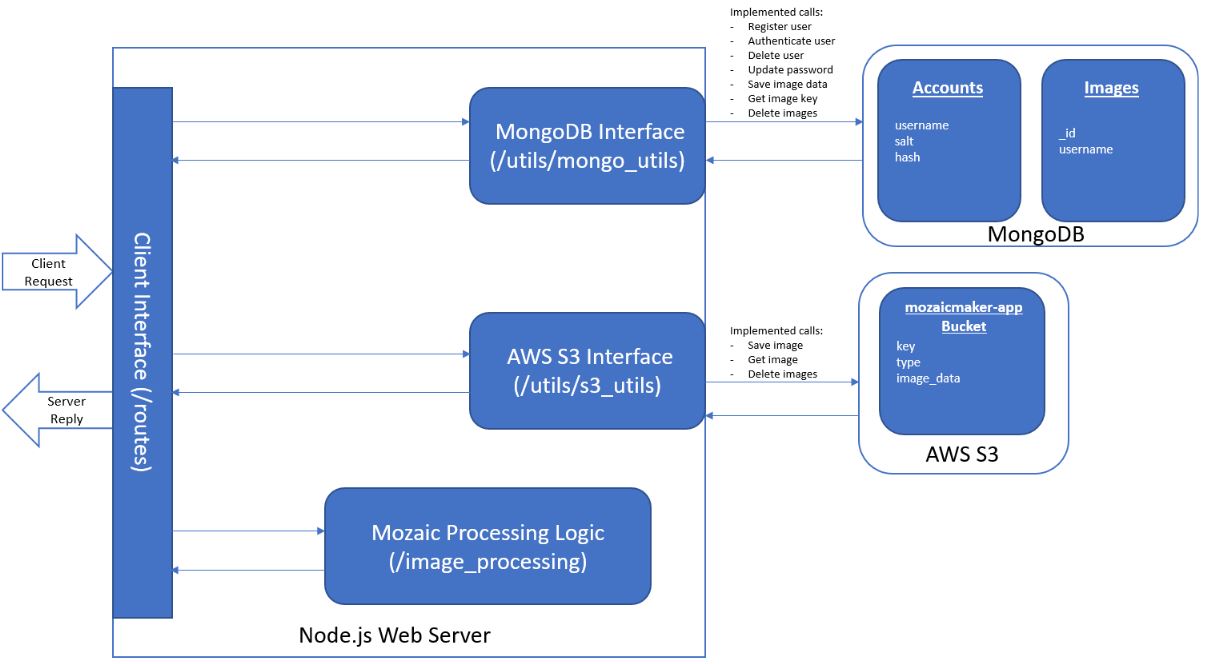 Client
Request
Server
Reply
Client Interface (/routes)
MongoDB Interface
(/utils/mongo_utils)
AWS S3 Interface
(/utils/s3_utils)
Mozaic Processing Logic
(/image_processing)
Node.js Web Server
Implemented calls:
- Register user
- Authenticate user
- Delete user
- Update password
- Save image data
- Get image key
- Delete images
Accounts
username
salt
hash
Images
_id
username
MongoDB
Implemented calls:
- Save image
- Get image
- Delete images
mozaicmaker-app
Bucket
key
type
image_data
AWS S3